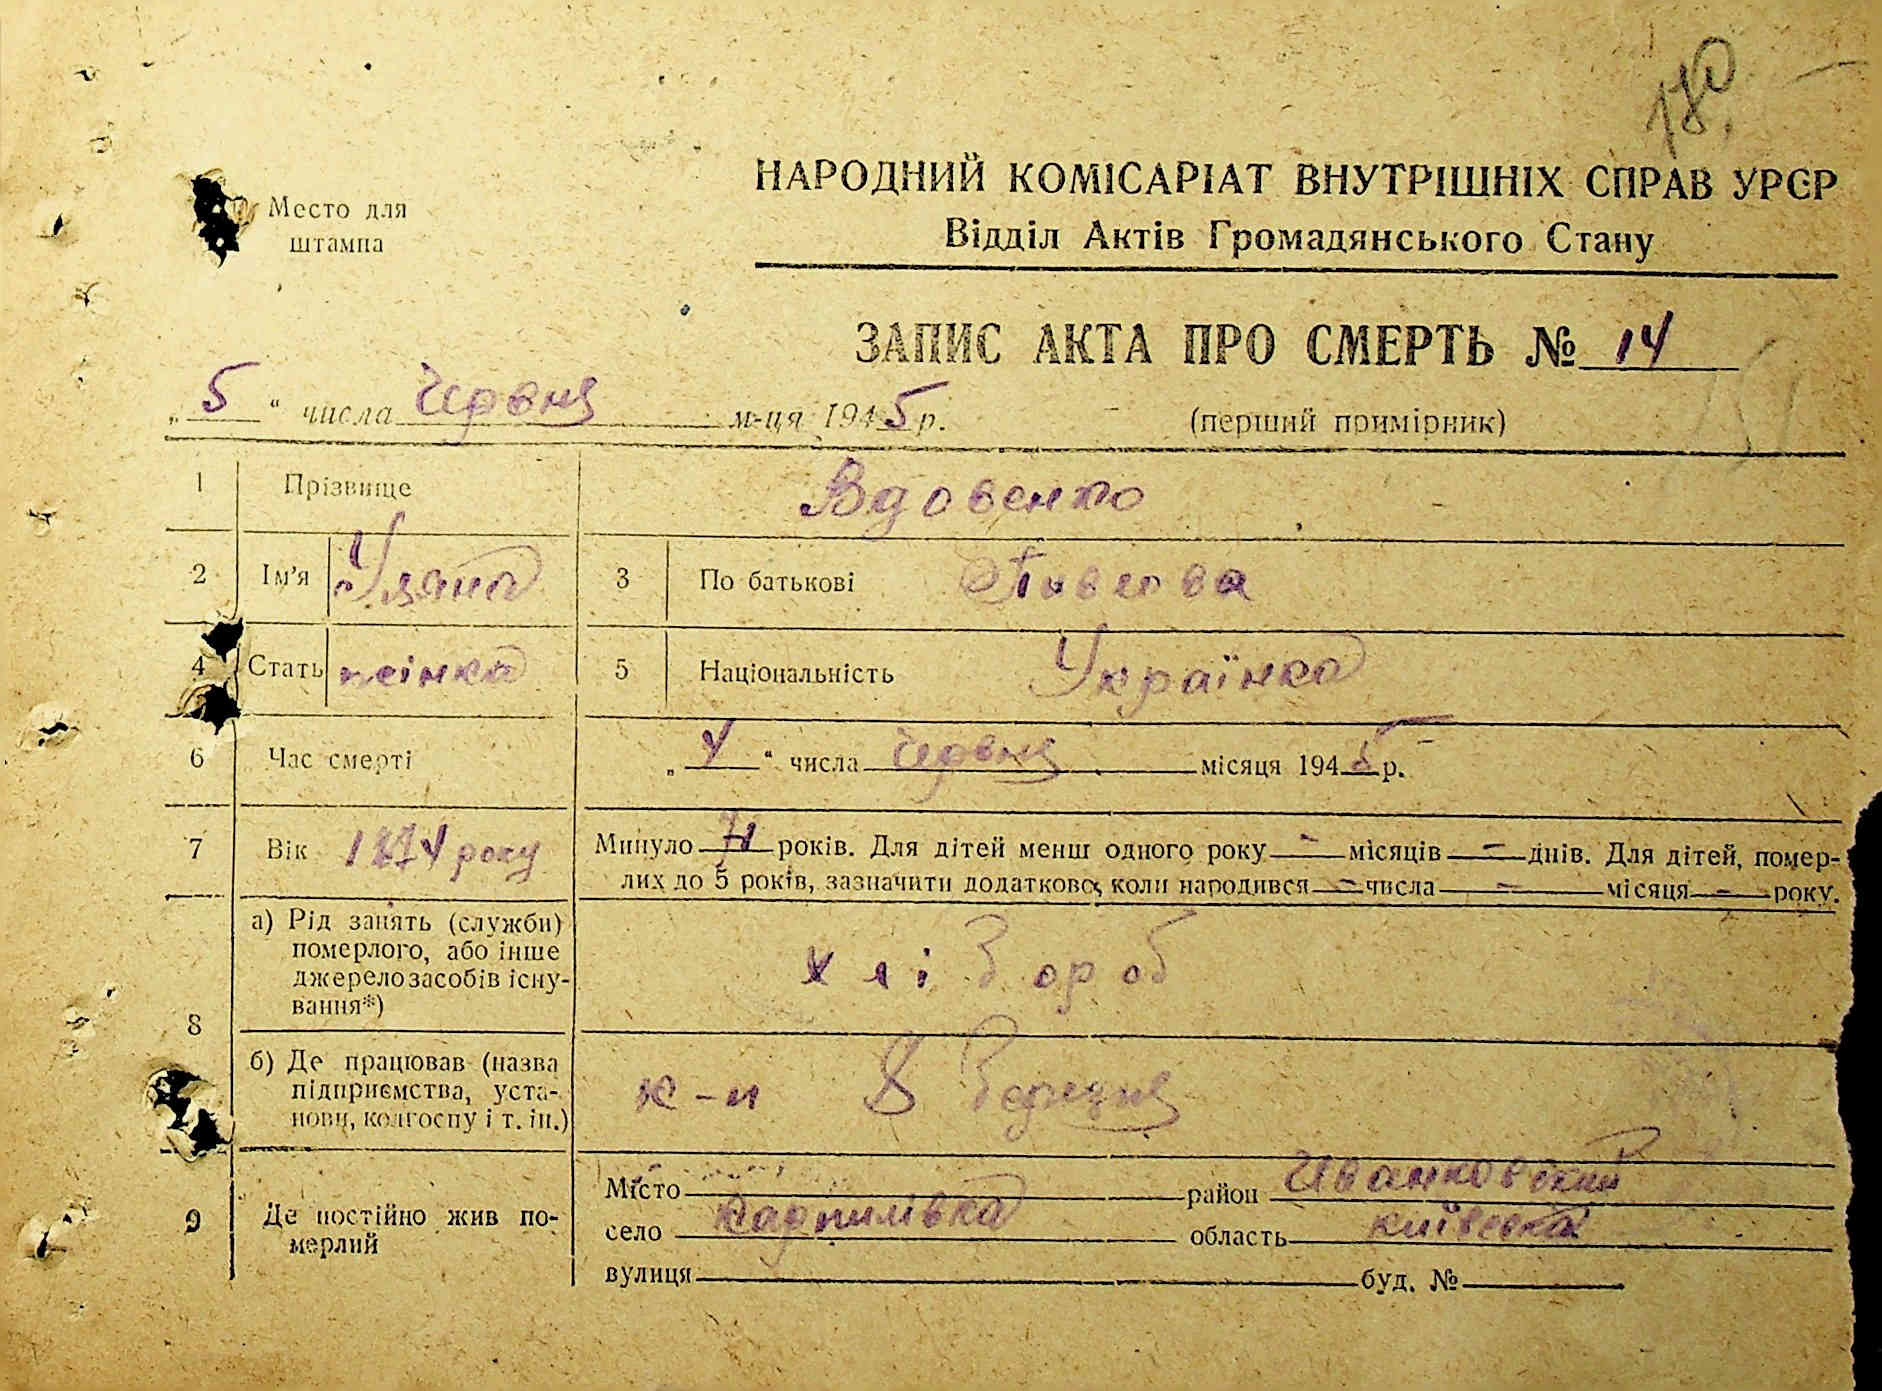 180.
НАРОДНИЙ КОМІСАРІАТ ВНУТРІШНІХ СПРАВ УРСР
Место для
штампа
Відділ Актів Громадянського Стану
ЗАПИС АКТА ПРО СМЕРТЬ № 14
„5“ числа Червня м-ця 1945 р.
(перший примірник)
1 Прізвище Вдовенко
2 Ім'я Уляна 3 По батькові Павлова
4 Стать жінка 5 Національність Українка
6 Час смерті „4“ числа червня місяця 1945 р.
7 Вік 1874 року Минуло 71 років. Для дітей менш одного року - місяців - днів. Для дітей, помер-
лих до 5 років, зазначити додатково, коли народився - числа - місяця - року.
8
а) Рід занять (служби)
померлого, або інше
джерело засобів існу-
вання*)
хлібороб
б) Де працював (назва
підприємства, уста-
нови, колгоспу і т. ін.)
к-п 8 Березня
9 Де постійно жив по-
мерлий
Місто район Иванковский
село Карпилівка область київська
вулиця буд. №